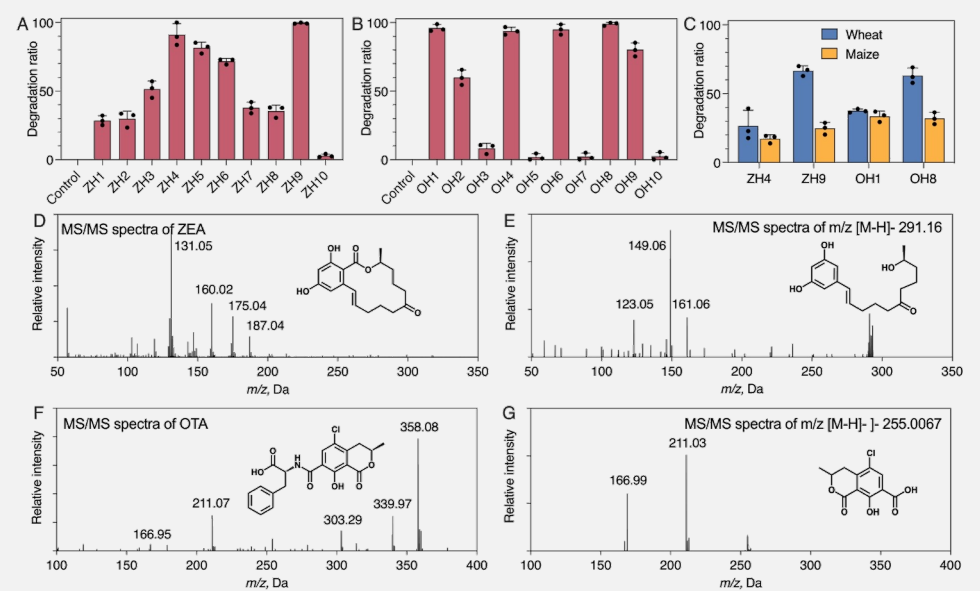 A
100
50
0
Degradation ratio
Control
ZH1
ZH2
ZH3
ZH4
ZH5
ZH6
ZH7
ZH8
ZH9
ZH10
B
100
50
0
Degradation ratio
Control
OH1
OH2
OH3
OH4
OH5
OH6
OH7
OH8
OH9
OH10
C
100
50
0
Degradation ratio
Wheat
Maize
ZH4
ZH9
OH1
OH8
D
MS/MS spectra of ZEA
Relative intensity
131.05
160.02
175.04
187.04
OH
O
O
HO
O
50
100
150
200
250
300
350
m/z, Da
E
MS/MS spectra of m/z [M-H]- 291.16
Relative intensity
149.06
123.05
161.06
OH
HO
HO
O
50
100
150
200
250
300
350
m/z, Da
F
MS/MS spectra of OTA
Relative intensity
358.08
211.07
339.97
303.29
166.95
Cl
O
H
N
HO
O
O
OH
O
100
150
200
250
300
350
400
m/z, Da
G
MS/MS spectra of m/z [M-H]- ]- 255.0067
Relative intensity
211.03
166.99
Cl
O
OH
O
OH
O
100
150
200
250
300
350
400
m/z, Da